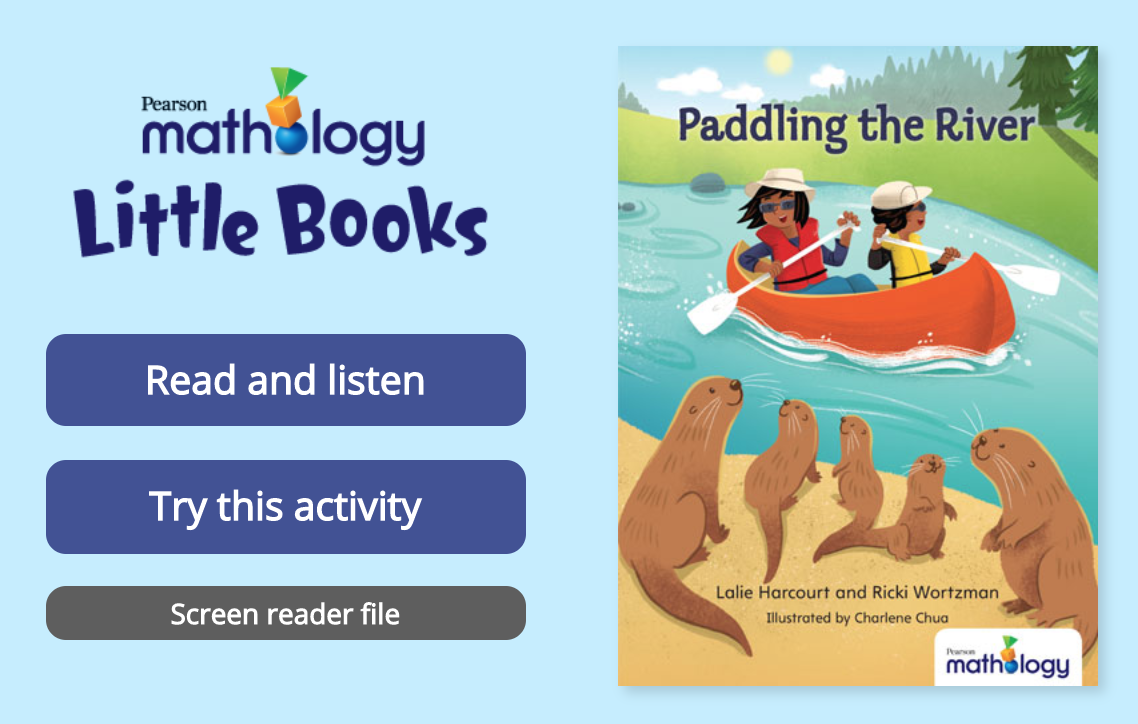 Pearson
mathology
Little Books
Read and listen
Try this activity
Screen reader file
Paddling the River
Lalie Harcourt and Ricki Wortzman
Illustrated by Charlene Chua
Pearson
mathology